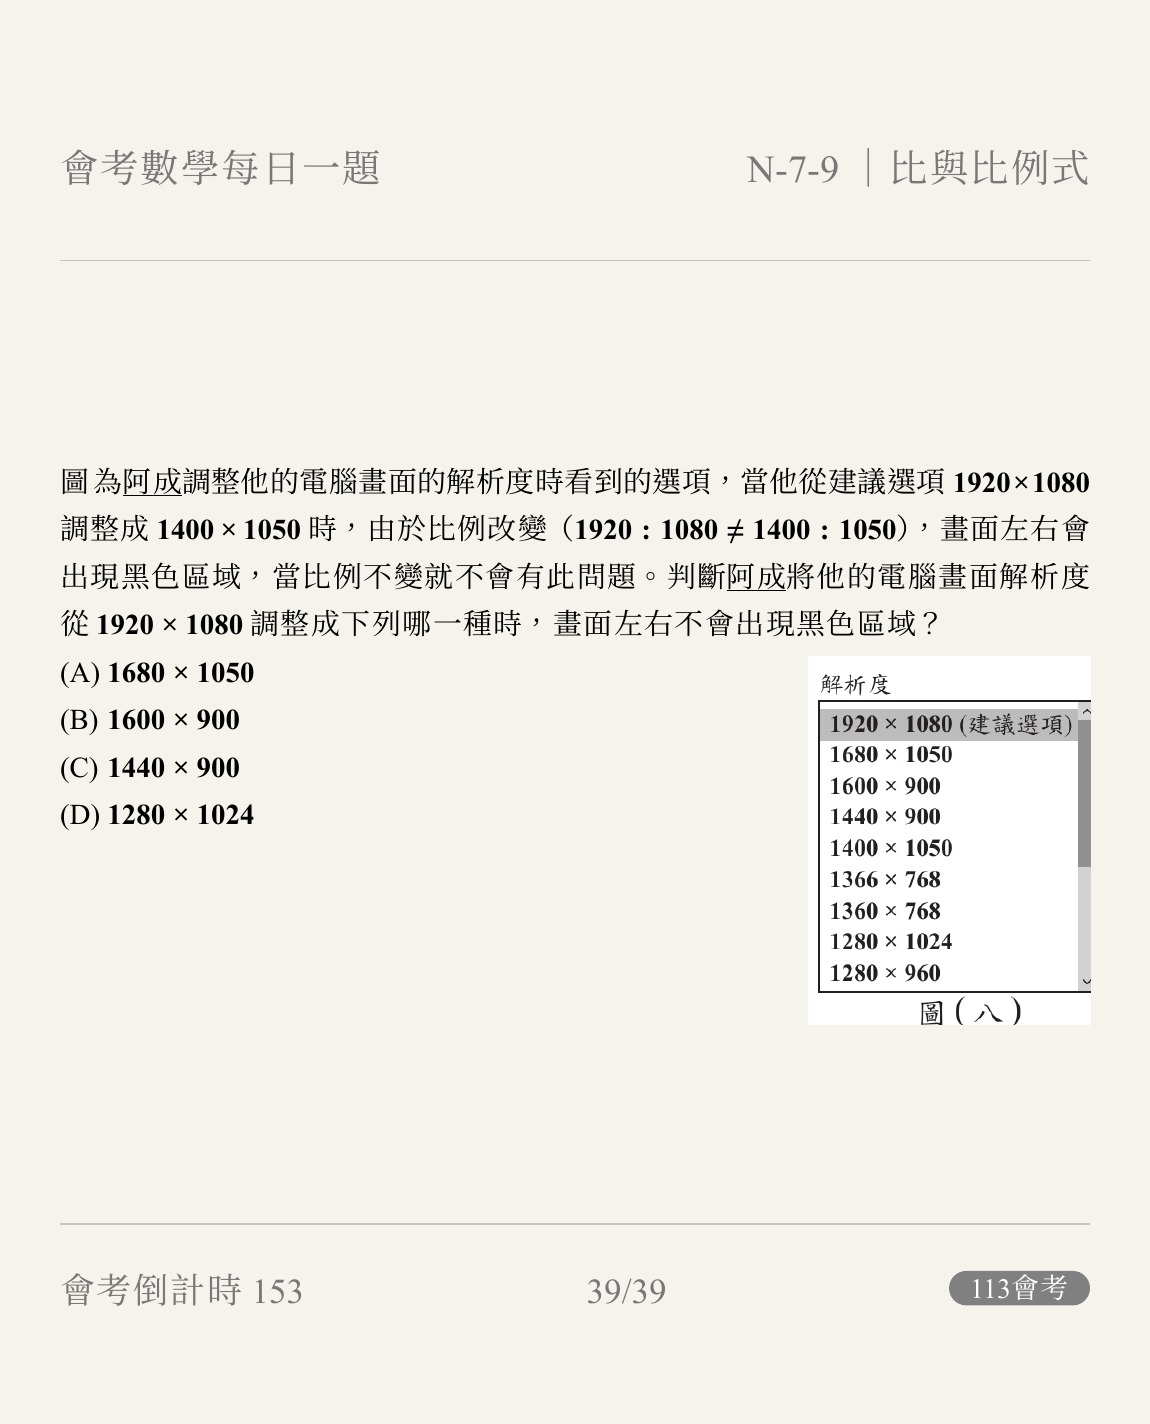 會考數學每日一題
N-7-9 | 比與比例式
圖為阿成調整他的電腦畫面的解析度時看到的選項，當他從建議選項 1920×1080
調整成 1400 × 1050 時，由於比例改變（1920 : 1080 ≠ 1400 : 1050），畫面左右會
出現黑色區域，當比例不變就不會有此問題。判斷阿成將他的電腦畫面解析度
從 1920 × 1080 調整成下列哪一種時，畫面左右不會出現黑色區域？
(A) 1680 × 1050
(B) 1600 × 900
(C) 1440 × 900
(D) 1280 × 1024
解析度
1920 × 1080 (建議選項)
1680 × 1050
1600 × 900
1440 × 900
1400 × 1050
1366 × 768
1360 × 768
1280 × 1024
1280 × 960
圖 ( 八 )
會考倒計時 153
39/39
113會考